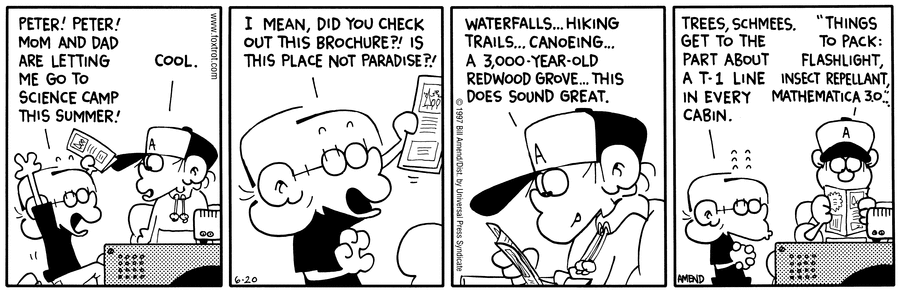 PETER! PETER!
MOM AND DAD
ARE LETTING
ME GO TO
SCIENCE CAMP
THIS SUMMER!
COOL.
A
www.foxtrot.com
I MEAN, DID YOU CHECK
OUT THIS BROCHURE?! IS
THIS PLACE NOT PARADISE?!
6-20
© 1997 Bill Amend/Dist. by Universal Press Syndicate
WATERFALLS... HIKING
TRAILS... CANOEING...
A 3,000-YEAR-OLD
REDWOOD GROVE... THIS
DOES SOUND GREAT.
A
TREES, SCHMEES.
GET TO THE
PART ABOUT
A T-1 LINE
IN EVERY
CABIN.
"THINGS
TO PACK:
FLASHLIGHT,
INSECT REPELLANT,
MATHEMATICA 3.0"...
A
AMEND